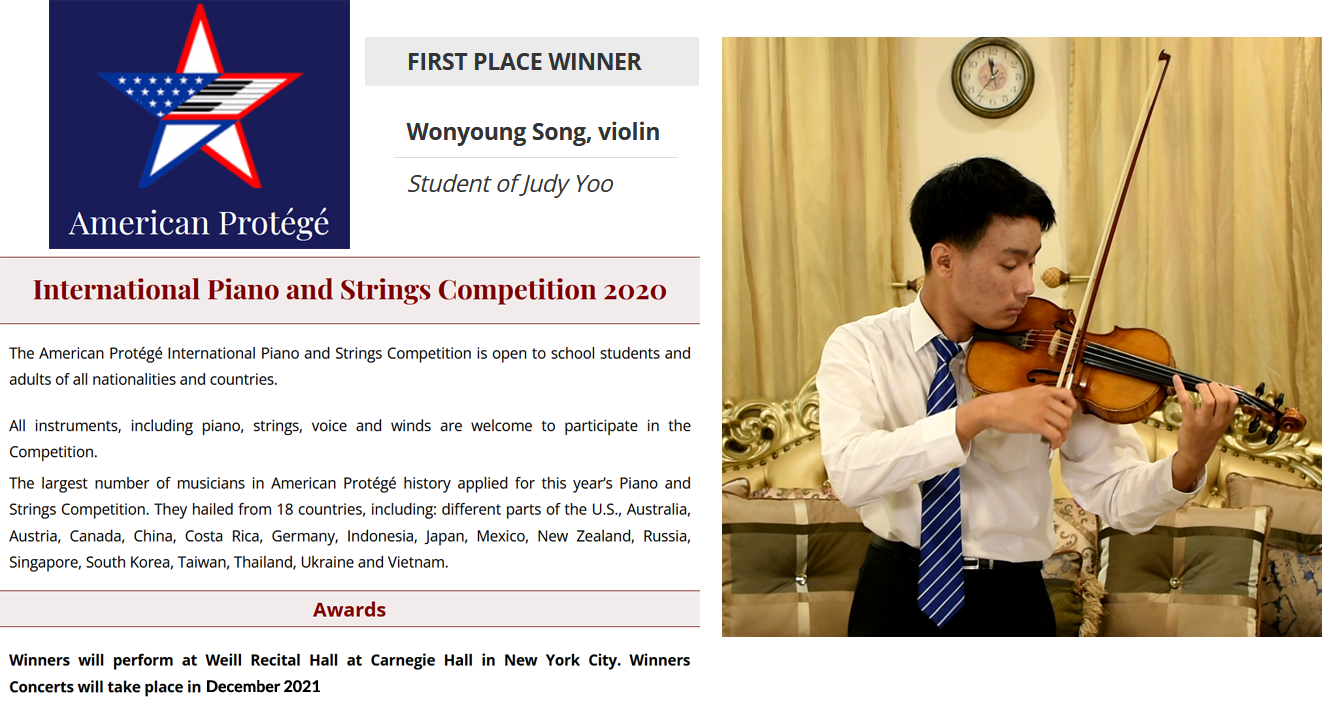 American Protégé
FIRST PLACE WINNER
Wonyoung Song, violin
Student of Judy Yoo
International Piano and Strings Competition 2020
The American Protégé International Piano and Strings Competition is open to school students and
adults of all nationalities and countries.
All instruments, including piano, strings, voice and winds are welcome to participate in the
Competition.
The largest number of musicians in American Protégé history applied for this year’s Piano and
Strings Competition. They hailed from 18 countries, including: different parts of the U.S., Australia,
Austria, Canada, China, Costa Rica, Germany, Indonesia, Japan, Mexico, New Zealand, Russia,
Singapore, South Korea, Taiwan, Thailand, Ukraine and Vietnam.
Awards
Winners will perform at Weill Recital Hall at Carnegie Hall in New York City. Winners
Concerts will take place in December 2021